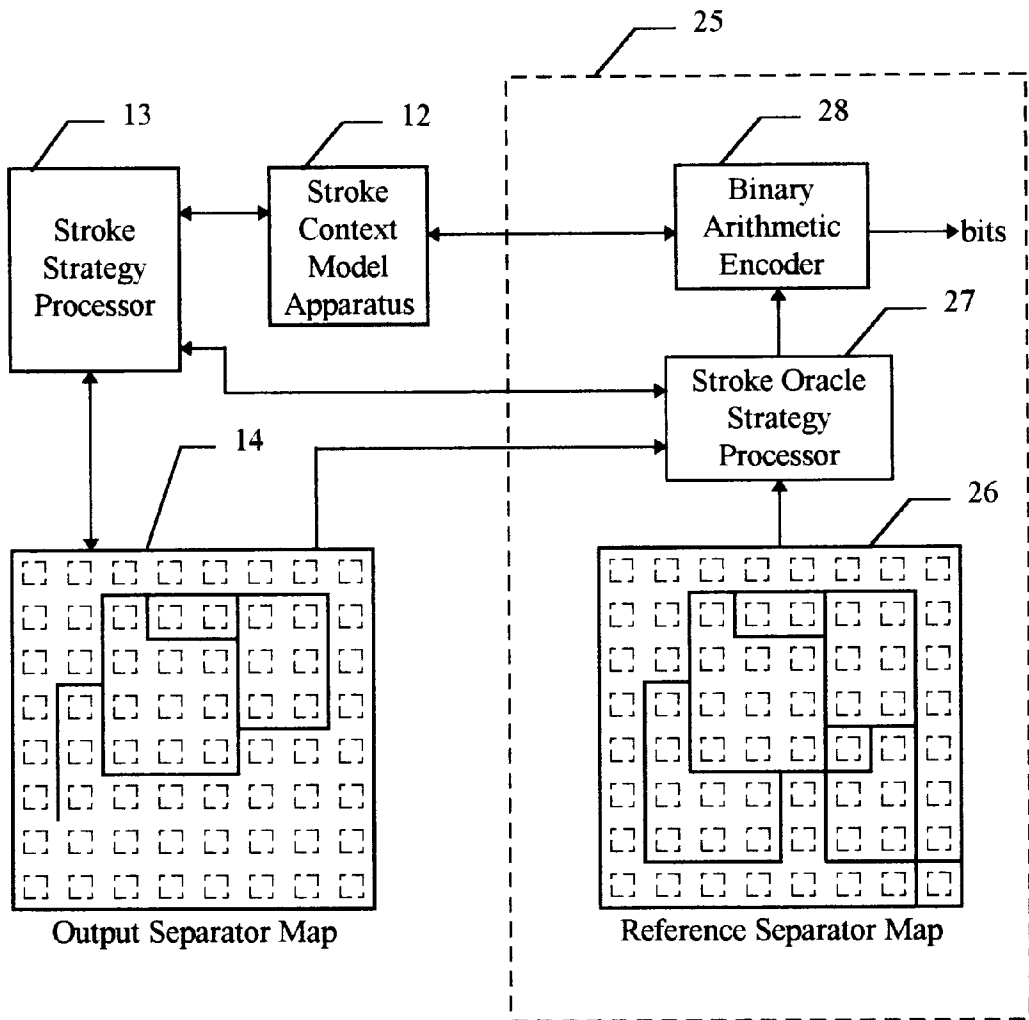 25
13
12
28
Stroke
Strategy
Processor
Stroke
Context
Model
Apparatus
Binary
Arithmetic
Encoder
bits
27
Stroke Oracle
Strategy
Processor
14
26
Output Separator Map
Reference Separator Map